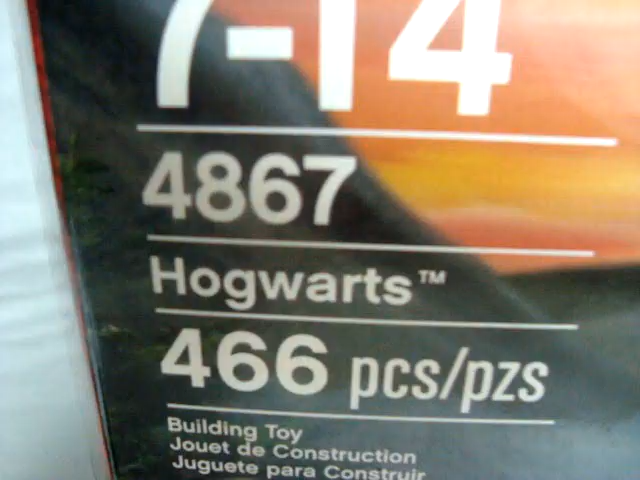 7-14
4867
Hogwarts™
466 pcs/pzs
Building Toy
Jouet de Construction
Juguete para Construir